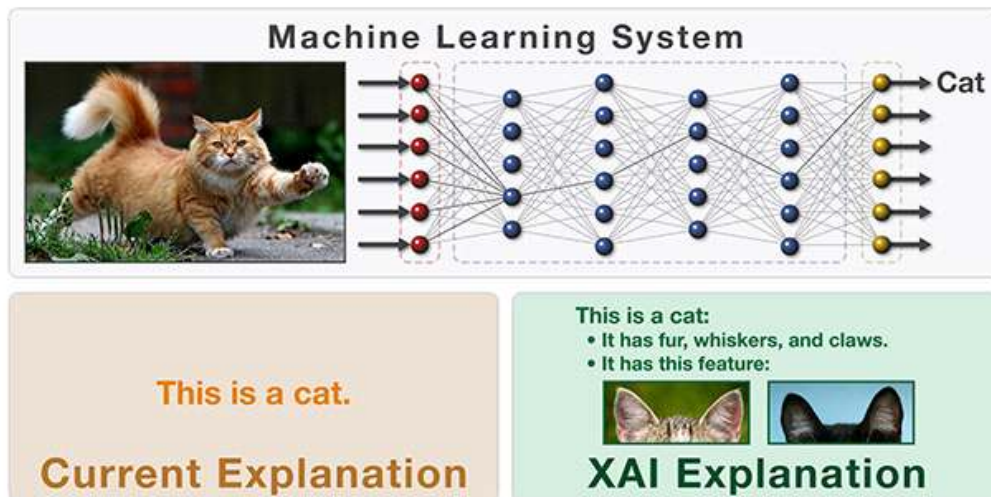 Machine Learning System
Cat
This is a cat.
Current Explanation
This is a cat:
• It has fur, whiskers, and claws.
• It has this feature:
XAI Explanation